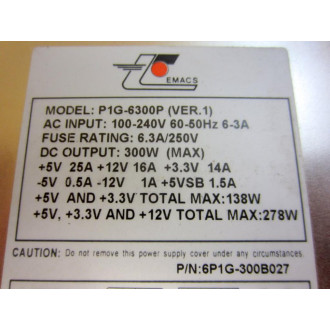 EMACS
MODEL: P1G-6300P (VER.1)
AC INPUT: 100-240V 60-50Hz 6-3A
FUSE RATING: 6.3A/250V
DC OUTPUT: 300W (MAX)
+5V 25A +12V 16A +3.3V 14A
-5V 0.5A -12V 1A +5VSB 1.5A
+5V AND +3.3V TOTAL MAX:138W
+5V, +3.3V AND +12V TOTAL MAX:278W
CAUTION: Do not remove this power supply cover under any circumstances.
P/N:6P1G-300B027